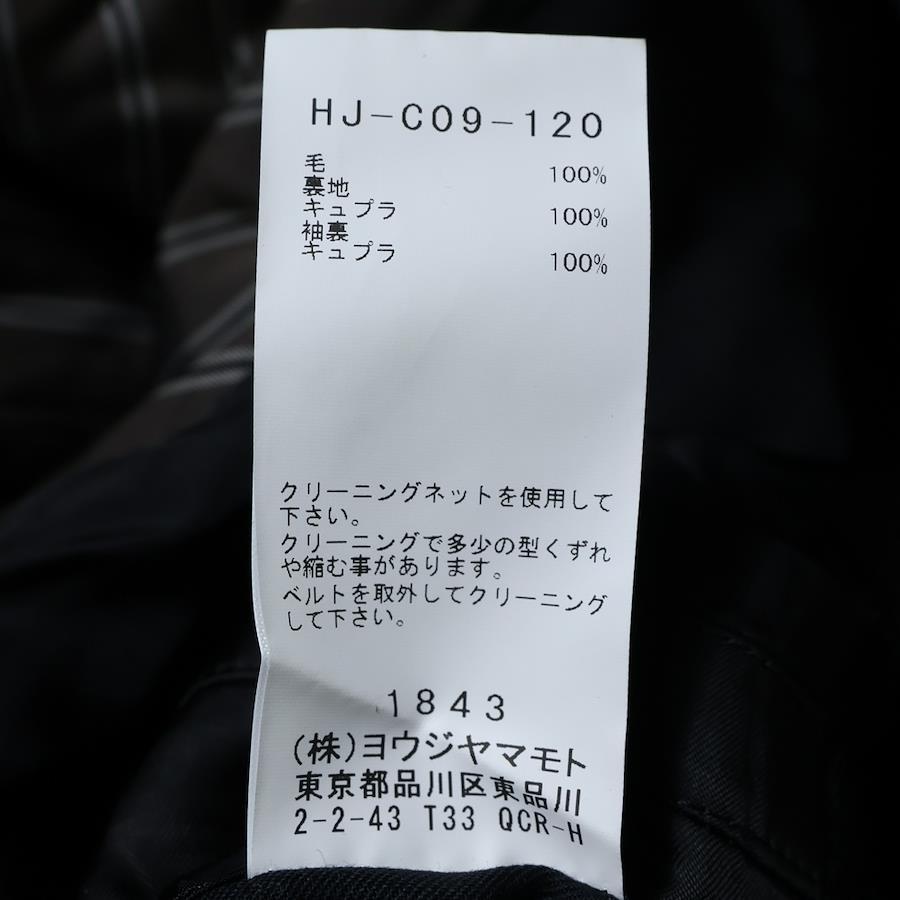 HJ-C09-120
毛 100%
裏地
キュプラ 100%
袖裏
キュプラ 100%
クリーニングネットを使用して
下さい。
クリーニングで多少の型くずれ
や縮む事があります。
ベルトを取外してクリーニング
して下さい。
1843
(株)ヨウジヤマモト
東京都品川区東品川
2-2-43 T33 QCR-H